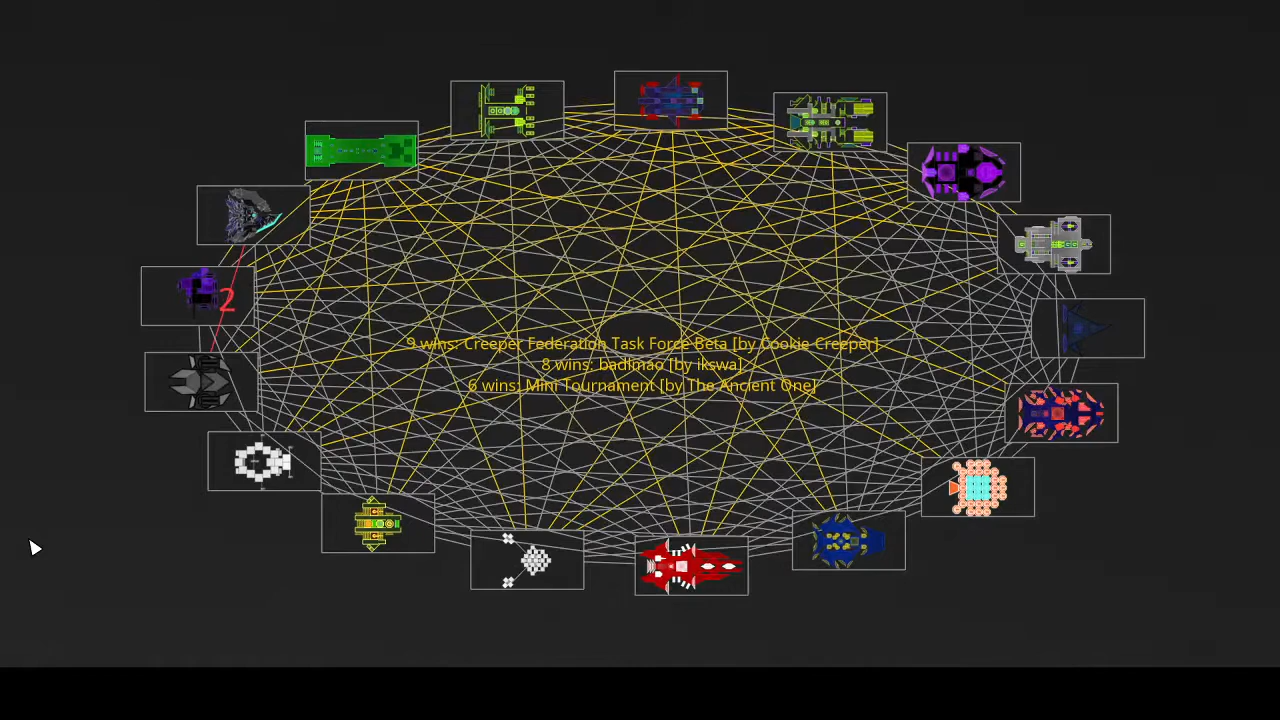 2
9 wins: Creeper Federation Task Force Beta [by Cookie Creeper]
8 wins: badlmao [by ikswa]
6 wins: Mini Tournament [by The Ancient One]